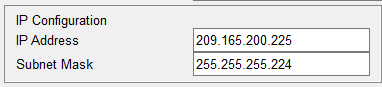 IP Configuration
IP Address 209.165.200.225
Subnet Mask 255.255.255.224